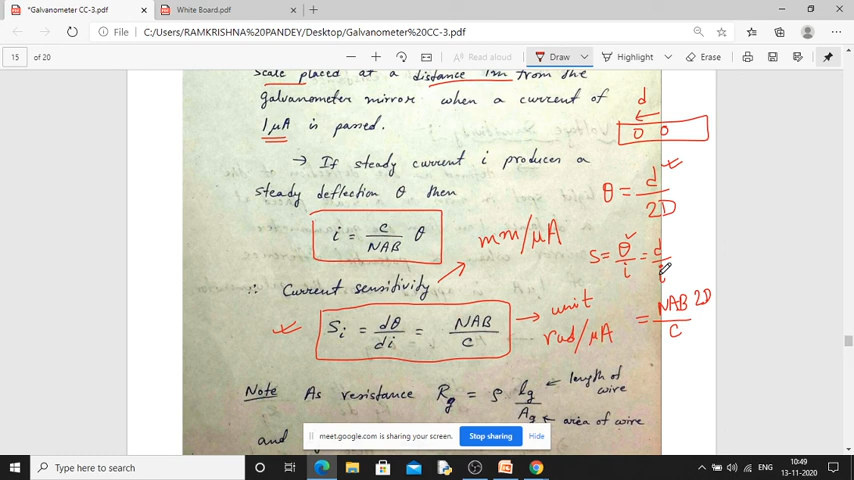 *Galvanometer CC-3.pdf
White Board.pdf
C:/Users/RAMKRISHNA%20PANDEY/Desktop/Galvanometer%20CC-3.pdf
15 of 20
Read aloud
Draw
Highlight
Erase
scale placed at a distance 1m from the
galvanometer mirror when a current of
1 μA is passed.
d
0 0
→ If steady current i produces a
steady deflection θ then
θ = d / 2D
i = c / NAB θ
mm/μA
S = θ / i = d / i
∴ Current sensitivity
Si = dθ / di = NAB / c
→ unit
rad/μA
= NAB 2D / c
Note As resistance Rg = ρ lg / Ag
← length of wire
← area of wire
and
meet.google.com is sharing your screen.
Stop sharing
Hide
Type here to search
ENG
10:49
13-11-2020